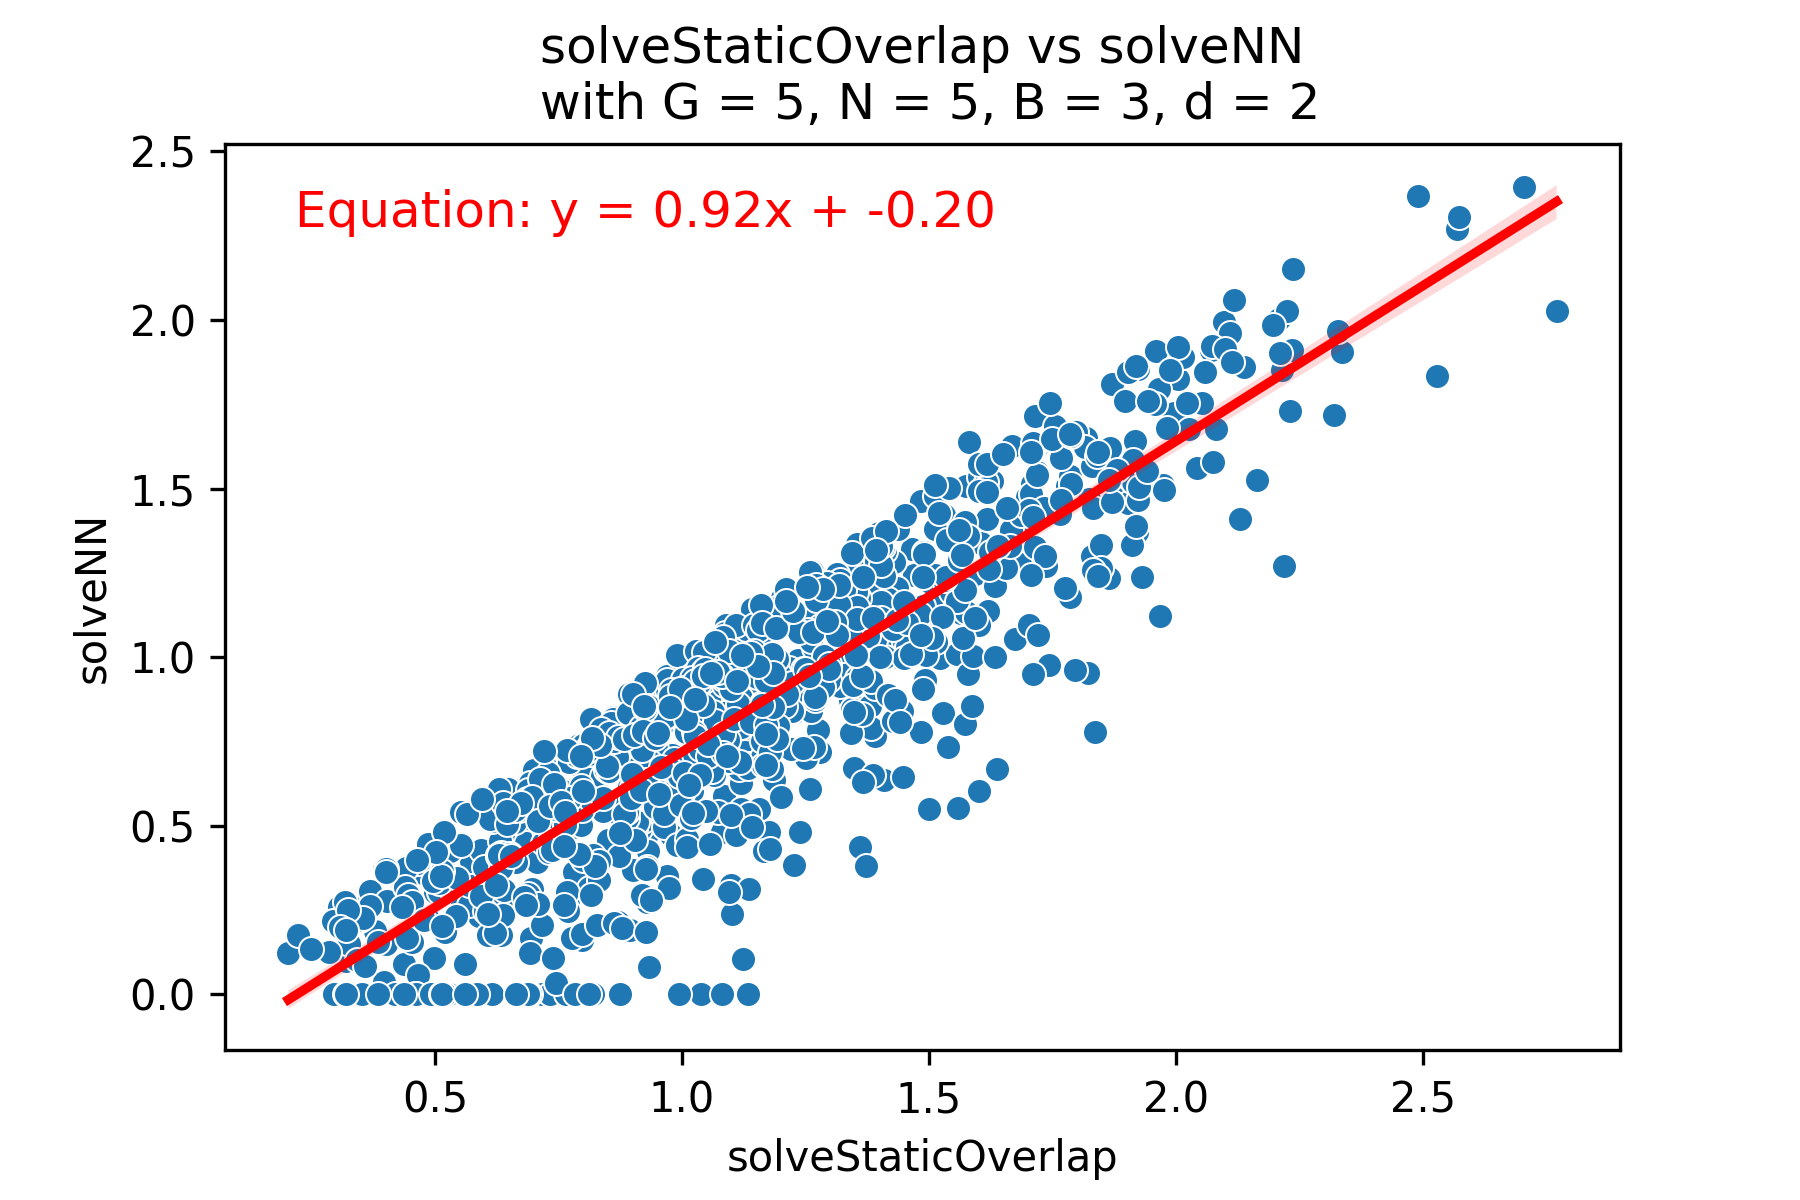 solveStaticOverlap vs solveNN
with G = 5, N = 5, B = 3, d = 2
Equation: y = 0.92x + -0.20
2.5
2.0
1.5
1.0
0.5
0.0
solveNN
0.5 1.0 1.5 2.0 2.5
solveStaticOverlap